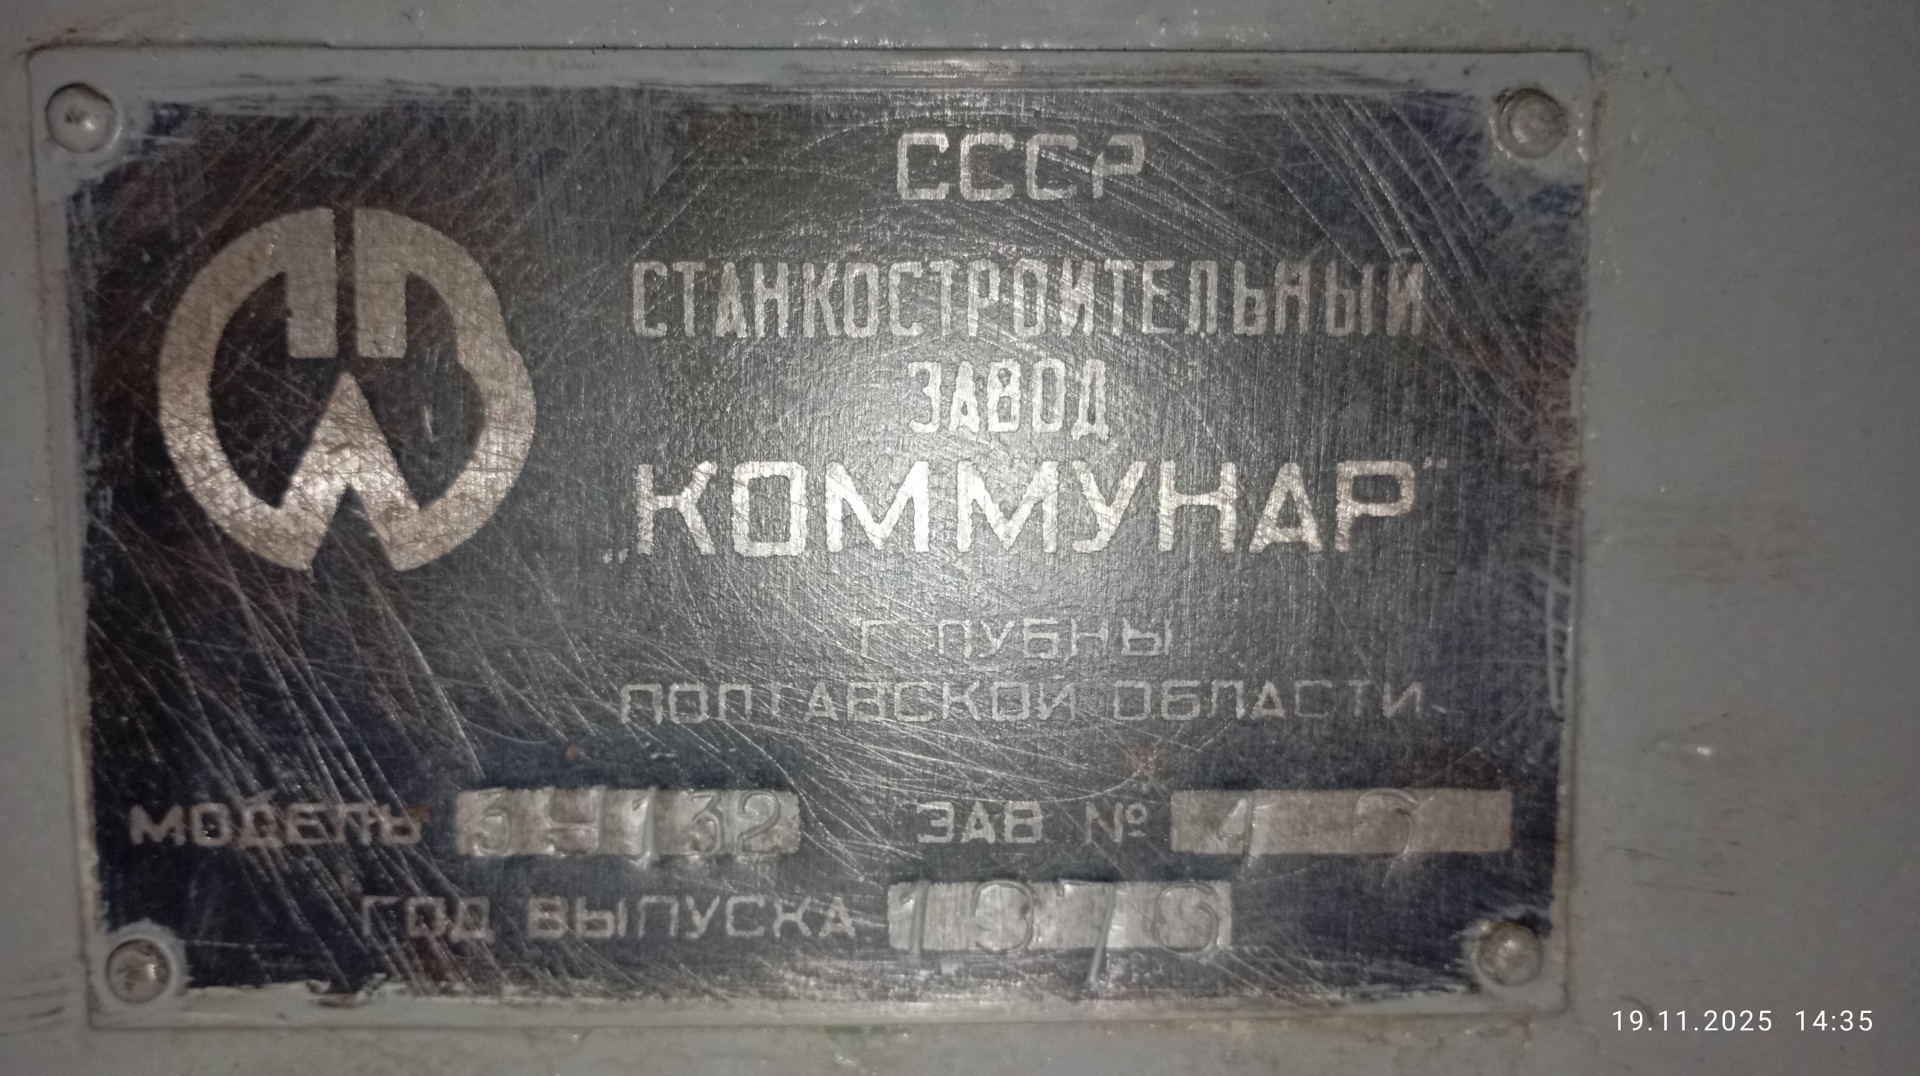 СССР
СТАНКОСТРОИТЕЛЬНЫЙ
ЗАВОД
„КОММУНАР“
Г ЛУБНЫ
ПОЛТАВСКОЙ ОБЛАСТИ
МОДЕЛЬ 3У132 ЗАВ №
ГОД ВЫПУСКА 1976
19.11.2025 14:35